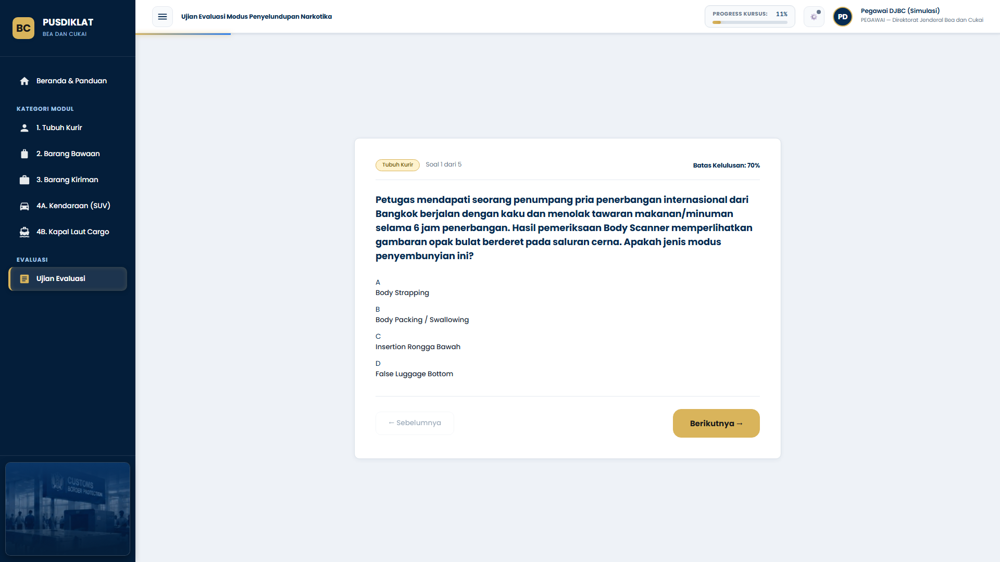 BC
PUSDIKLAT
BEA DAN CUKAI
Beranda & Panduan
KATEGORI MODUL
1. Tubuh Kurir
2. Barang Bawaan
3. Barang Kiriman
4A. Kendaraan (SUV)
4B. Kapal Laut Cargo
EVALUASI
Ujian Evaluasi
CUSTOMS
BORDER PROTECTION
Ujian Evaluasi Modus Penyelundupan Narkotika
PROGRESS KURSUS: 11%
PD
Pegawai DJBC (Simulasi)
PEGAWAI — Direktorat Jenderal Bea dan Cukai
Tubuh Kurir
Soal 1 dari 5
Batas Kelulusan: 70%
Petugas mendapati seorang penumpang pria penerbangan internasional dari
Bangkok berjalan dengan kaku dan menolak tawaran makanan/minuman
selama 6 jam penerbangan. Hasil pemeriksaan Body Scanner memperlihatkan
gambaran opak bulat berderet pada saluran cerna. Apakah jenis modus
penyembunyian ini?
A
Body Strapping
B
Body Packing / Swallowing
C
Insertion Rongga Bawah
D
False Luggage Bottom
← Sebelumnya
Berikutnya →